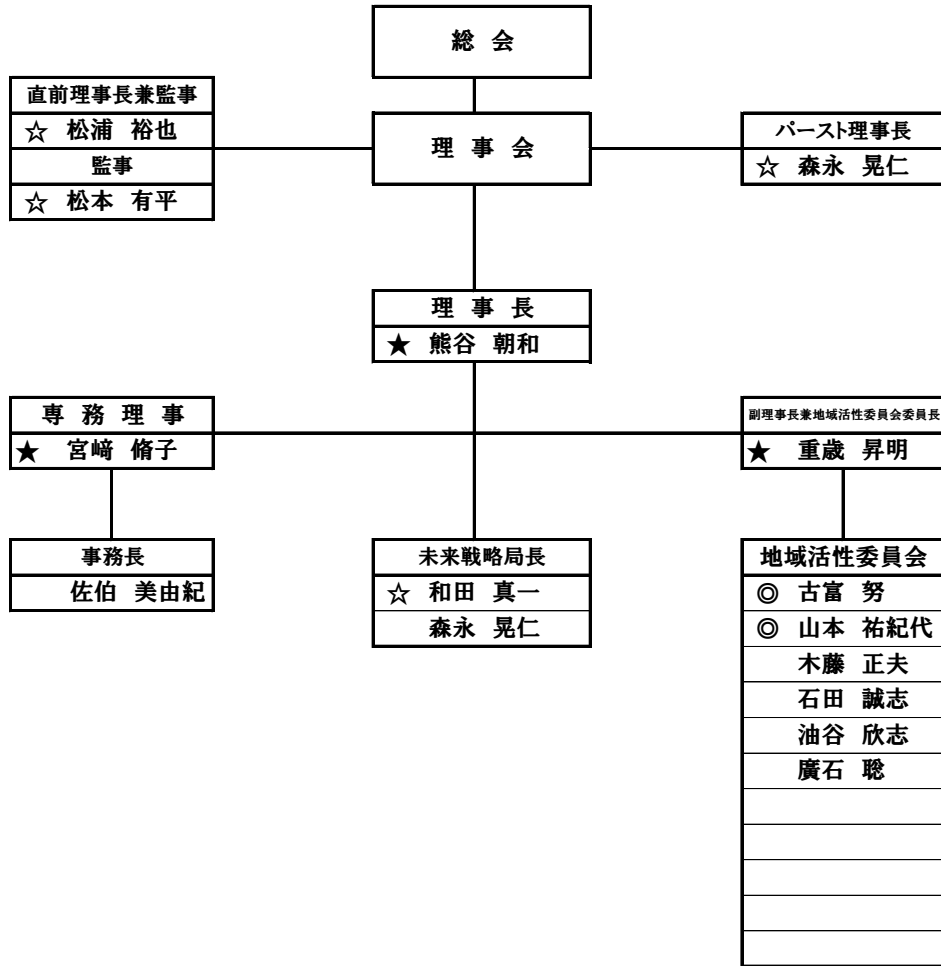 総 会
直前理事長兼監事
☆ 松浦 裕也
監事
☆ 松本 有平
理 事 会
パースト理事長
☆ 森永 晃仁
理 事 長
★ 熊谷 朝和
専 務 理 事
★ 宮﨑 脩子
副理事長兼地域活性委員会委員長
★ 重歳 昇明
事務長
佐伯 美由紀
未来戦略局長
☆ 和田 真一
森永 晃仁
地域活性委員会
◎ 古富 努
◎ 山本 祐紀代
木藤 正夫
石田 誠志
油谷 欣志
廣石 聡